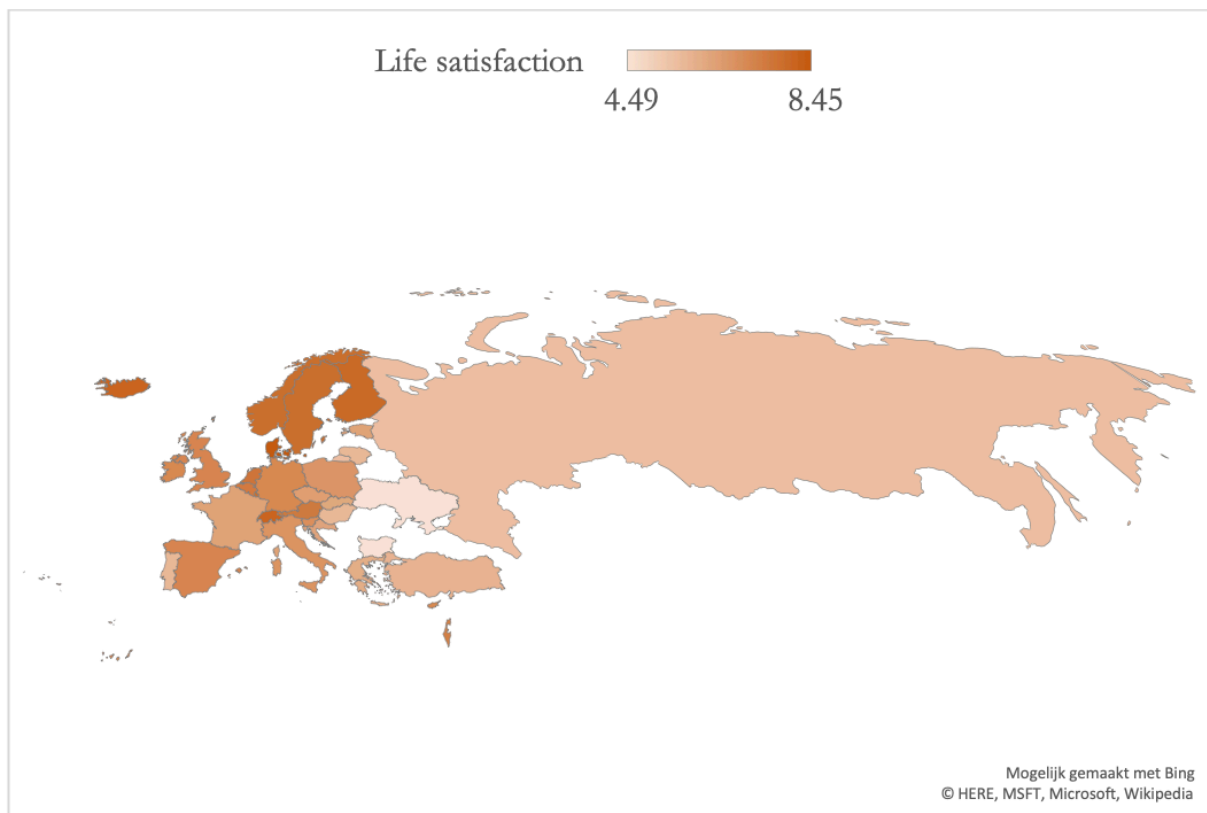 Life satisfaction
4.49 8.45
Mogelijk gemaakt met Bing
© HERE, MSFT, Microsoft, Wikipedia